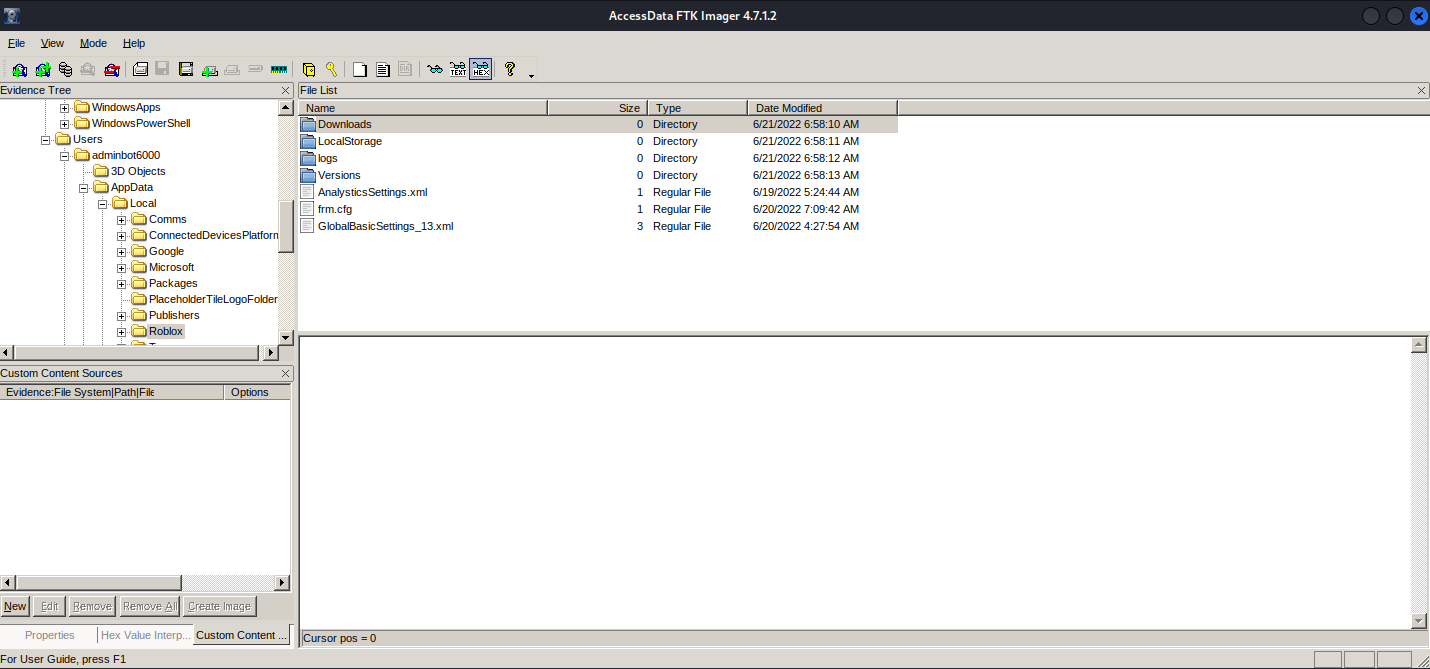 AccessData FTK Imager 4.7.1.2
File View Mode Help
TEXT HEX ?
Evidence Tree
WindowsApps
WindowsPowerShell
Users
adminbot6000
3D Objects
AppData
Local
Comms
ConnectedDevicesPlatform
Google
Microsoft
Packages
PlaceholderTileLogoFolder
Publishers
Roblox
File List
Name Size Type Date Modified
Downloads 0 Directory 6/21/2022 6:58:10 AM
LocalStorage 0 Directory 6/21/2022 6:58:11 AM
logs 0 Directory 6/21/2022 6:58:12 AM
Versions 0 Directory 6/21/2022 6:58:13 AM
AnalysticsSettings.xml 1 Regular File 6/19/2022 5:24:44 AM
frm.cfg 1 Regular File 6/20/2022 7:09:42 AM
GlobalBasicSettings_13.xml 3 Regular File 6/20/2022 4:27:54 AM
Custom Content Sources
Evidence:File System|Path|File Options
New Edit Remove Remove All Create Image
Properties Hex Value Interp... Custom Content ...
Cursor pos = 0
For User Guide, press F1